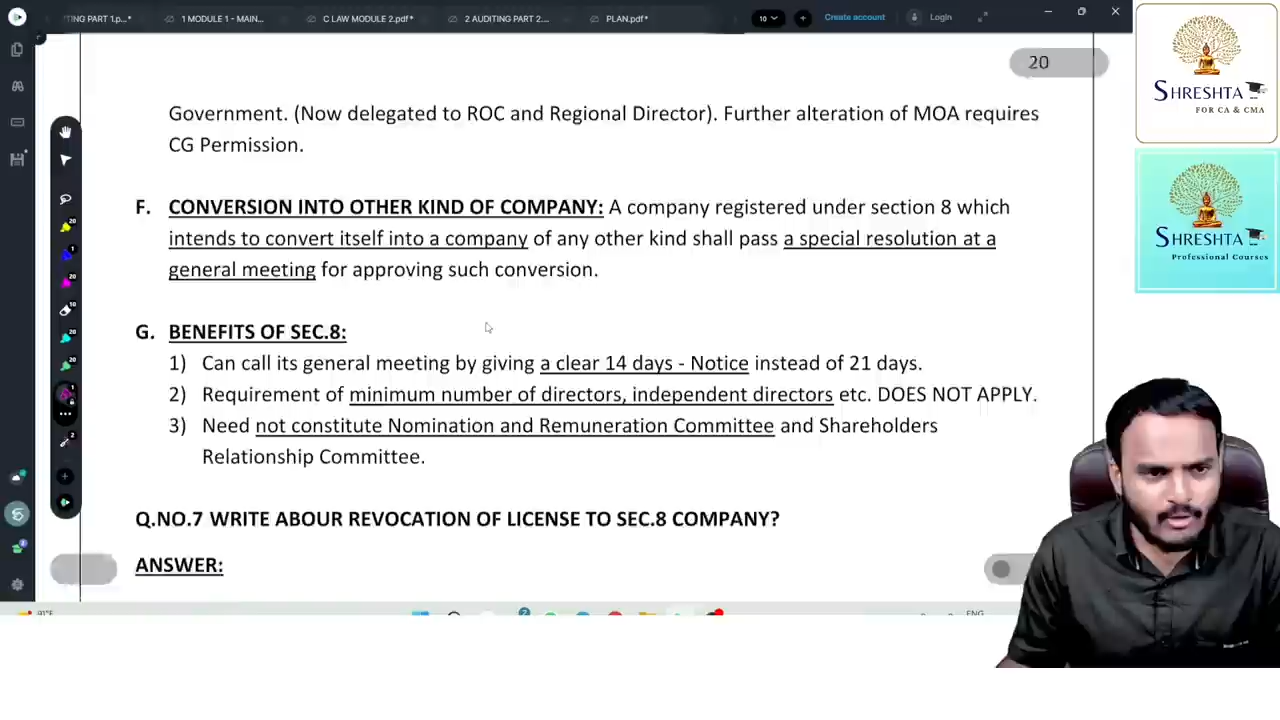 TING PART 1.p...*
1 MODULE 1 - MAIN...
C LAW MODULE 2.pdf*
2 AUDITING PART 2....
PLAN.pdf*
10
Create account
Login
20
Government. (Now delegated to ROC and Regional Director). Further alteration of MOA requires
CG Permission.
F. CONVERSION INTO OTHER KIND OF COMPANY: A company registered under section 8 which
intends to convert itself into a company of any other kind shall pass a special resolution at a
general meeting for approving such conversion.
G. BENEFITS OF SEC.8:
1) Can call its general meeting by giving a clear 14 days - Notice instead of 21 days.
2) Requirement of minimum number of directors, independent directors etc. DOES NOT APPLY.
3) Need not constitute Nomination and Remuneration Committee and Shareholders
Relationship Committee.
Q.NO.7 WRITE ABOUR REVOCATION OF LICENSE TO SEC.8 COMPANY?
ANSWER:
SHRESHTA
FOR CA & CMA
SHRESHTA
Professional Courses
ENG